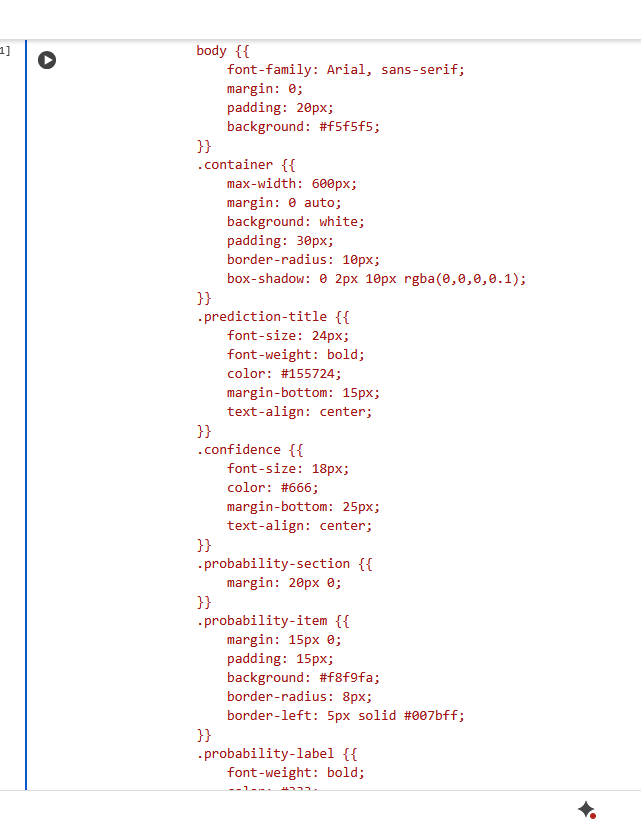 1]
body {{
font-family: Arial, sans-serif;
margin: 0;
padding: 20px;
background: #f5f5f5;
}}
.container {{
max-width: 600px;
margin: 0 auto;
background: white;
padding: 30px;
border-radius: 10px;
box-shadow: 0 2px 10px rgba(0,0,0,0.1);
}}
.prediction-title {{
font-size: 24px;
font-weight: bold;
color: #155724;
margin-bottom: 15px;
text-align: center;
}}
.confidence {{
font-size: 18px;
color: #666;
margin-bottom: 25px;
text-align: center;
}}
.probability-section {{
margin: 20px 0;
}}
.probability-item {{
margin: 15px 0;
padding: 15px;
background: #f8f9fa;
border-radius: 8px;
border-left: 5px solid #007bff;
}}
.probability-label {{
font-weight: bold;